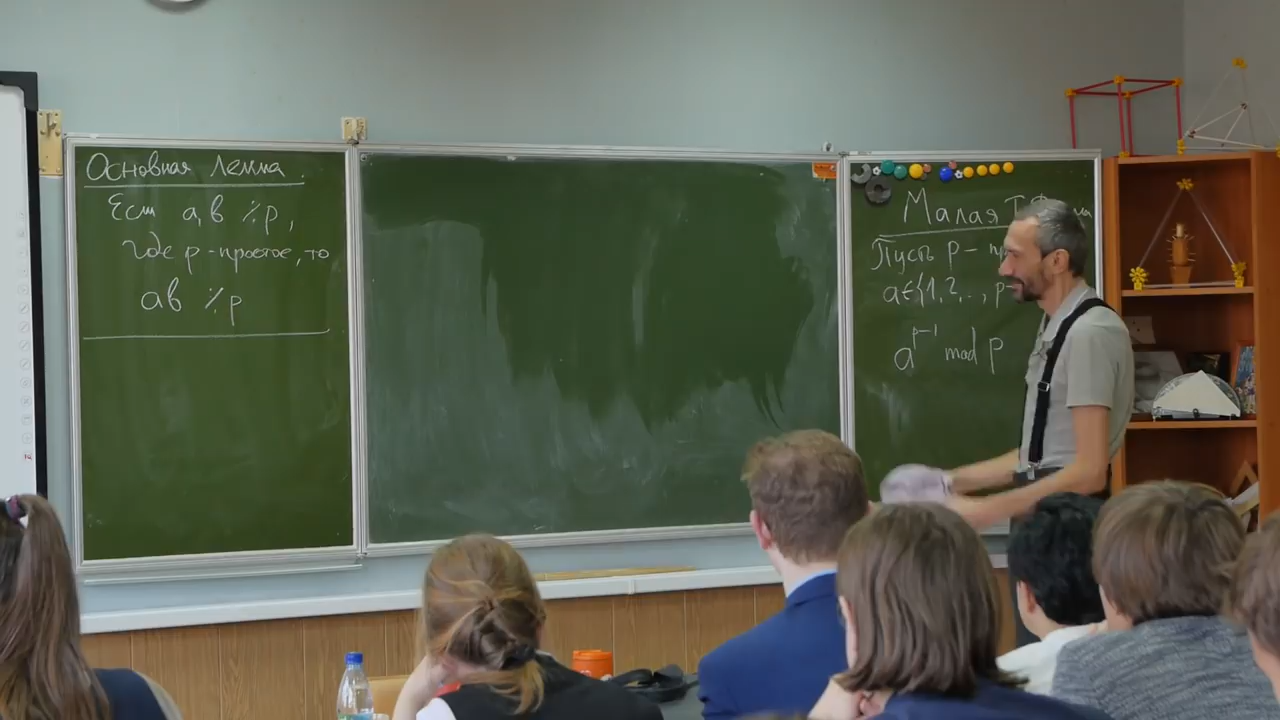 Основная Лемма.
Если a, b ⁒ p,
где p - простое, то
ab ⁒ p
Малая Т.Ф
Пусть p -
a ∈ {1, 2, .., p-
a^{p-1} mod p